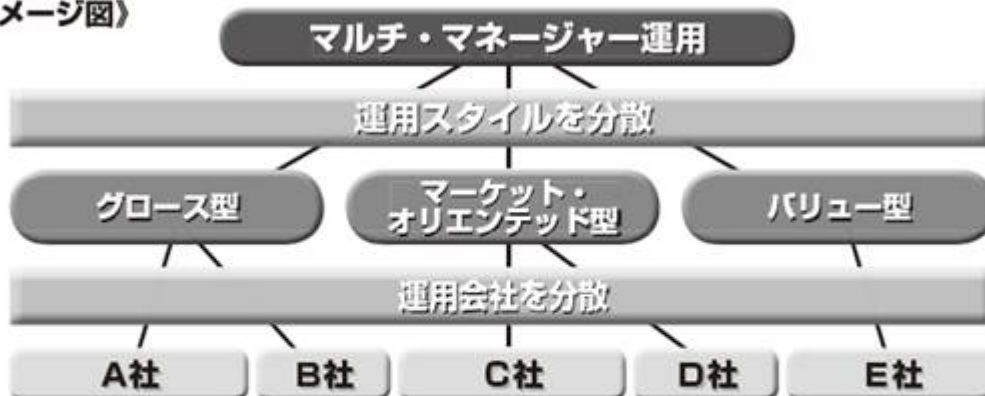 メージ図》
マルチ・マネージャー運用
運用スタイルを分散
グロース型
マーケット・
オリエンテッド型
バリュー型
運用会社を分散
A社
B社
C社
D社
E社